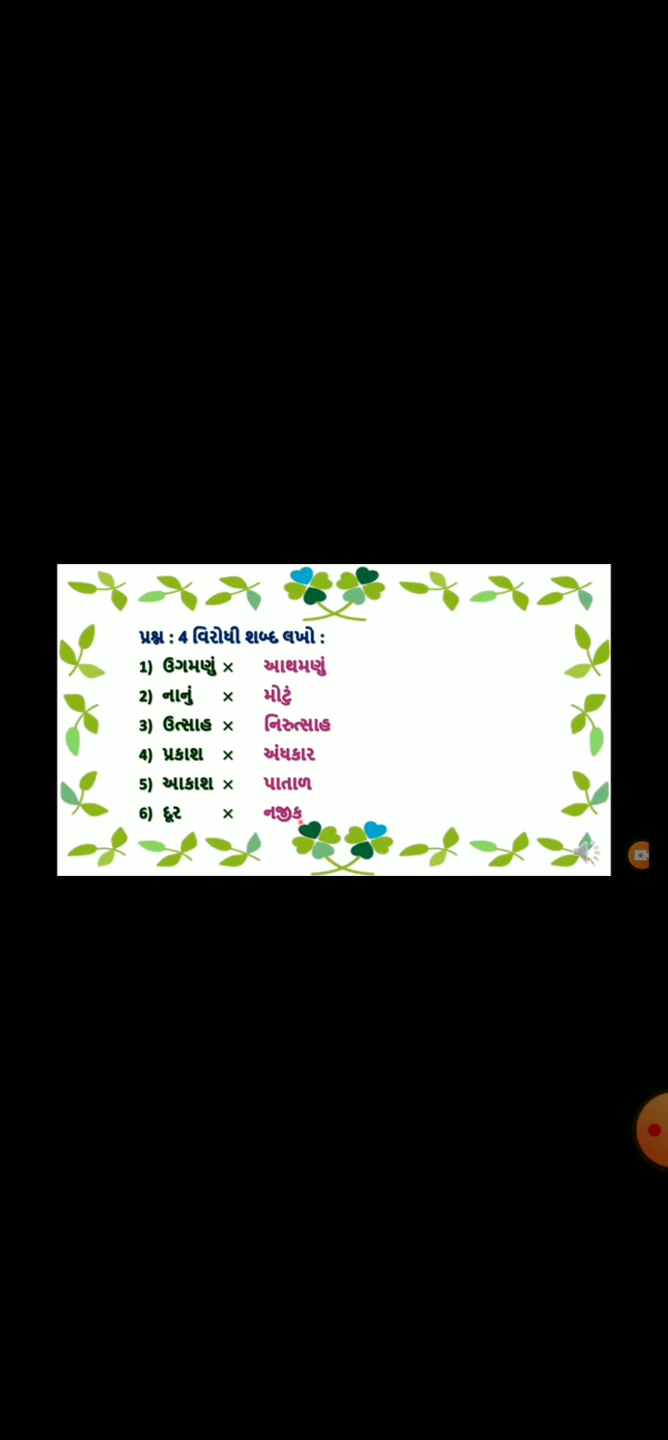 પ્રશ્ન : 4 વિરોધી શબ્દ લખો :
1) ઉગમણું × આથમણું
2) નાનું × મોટું
3) ઉત્સાહ × નિરુત્સાહ
4) પ્રકાશ × અંધકાર
5) આકાશ × પાતાળ
6) દૂર × નજીક